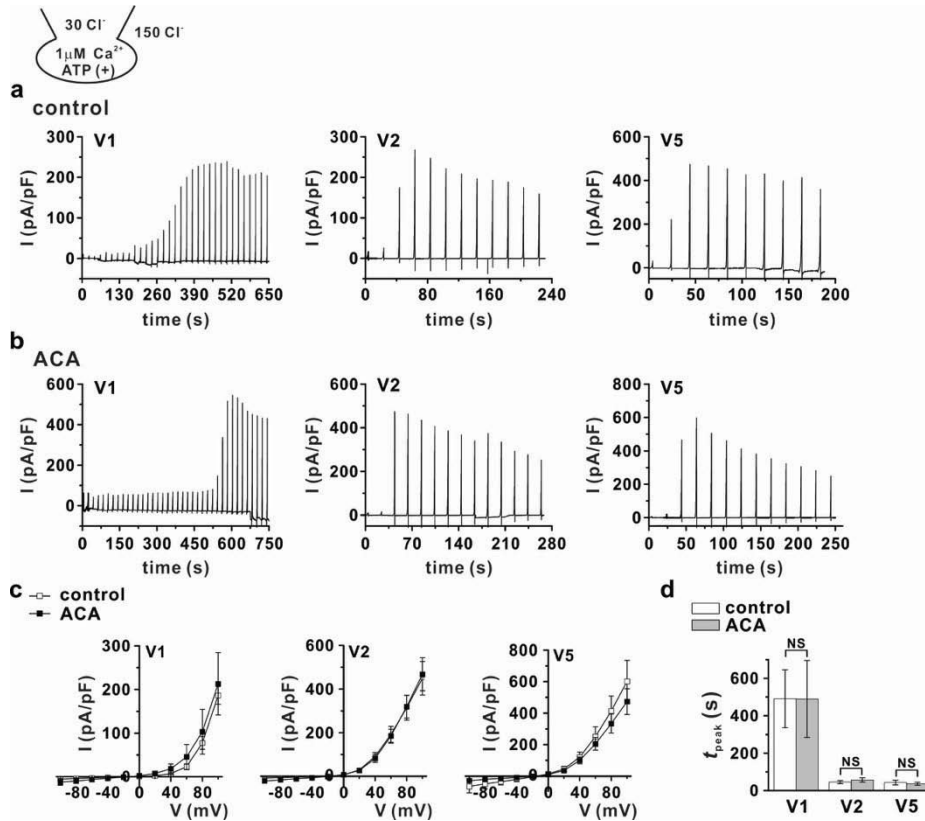 30 Cl⁻
150 Cl⁻
1μM Ca²⁺
ATP (+)
a
control
V1
I (pA/pF)
300
200
100
0
0 130 260 390 520 650
time (s)
V2
I (pA/pF)
300
200
100
0
0 80 160 240
time (s)
V5
I (pA/pF)
600
400
200
0
0 50 100 150 200
time (s)
b
ACA
V1
I (pA/pF)
600
400
200
0
0 150 300 450 600 750
time (s)
V2
I (pA/pF)
600
400
200
0
0 70 140 210 280
time (s)
V5
I (pA/pF)
800
600
400
200
0
0 50 100 150 200 250
time (s)
c
control
ACA
V1
I (pA/pF)
300
200
100
0
-80 -40 0 40 80
V (mV)
V2
I (pA/pF)
600
400
200
0
-80 -40 0 40 80
V (mV)
V5
I (pA/pF)
800
600
400
200
0
-80 -40 0 40 80
V (mV)
d
control
ACA
NS
NS
NS
tpeak (s)
600
400
200
0
V1 V2 V5